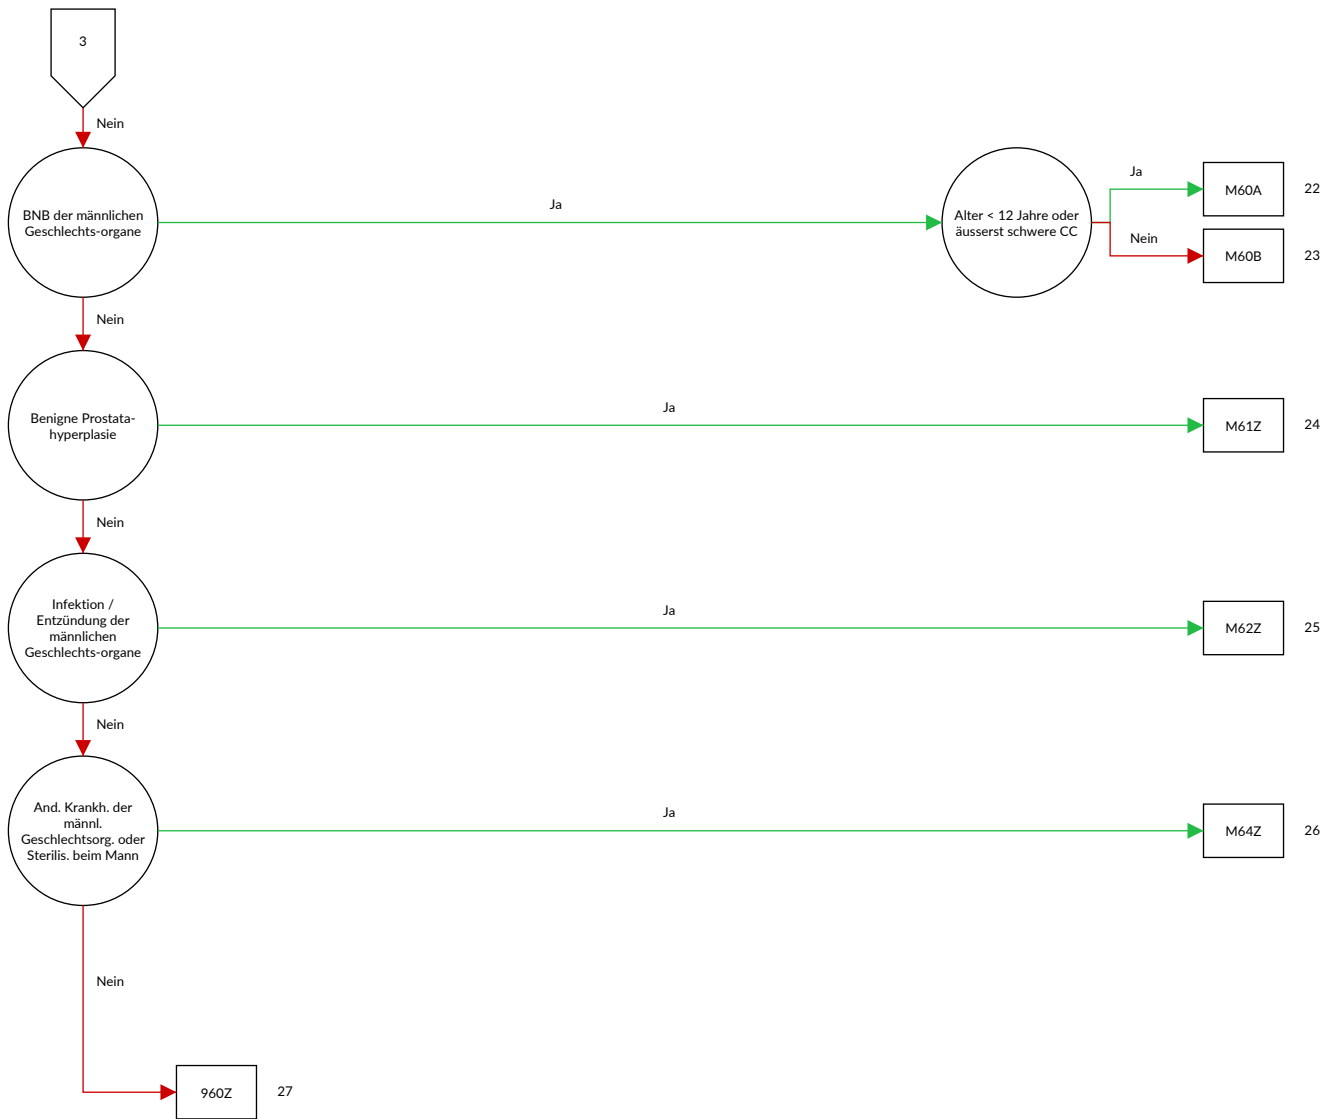 3
Nein
BNB der männlichen
Geschlechts-organe
Ja
Alter < 12 Jahre oder
äusserst schwere CC
Ja
M60A
22
Nein
M60B
23
Nein
Benigne Prostata-
hyperplasie
Ja
M61Z
24
Nein
Infektion /
Entzündung der
männlichen
Geschlechts-organe
Ja
M62Z
25
Nein
And. Krankh. der
männl.
Geschlechtsorg. oder
Sterilis. beim Mann
Ja
M64Z
26
Nein
960Z
27